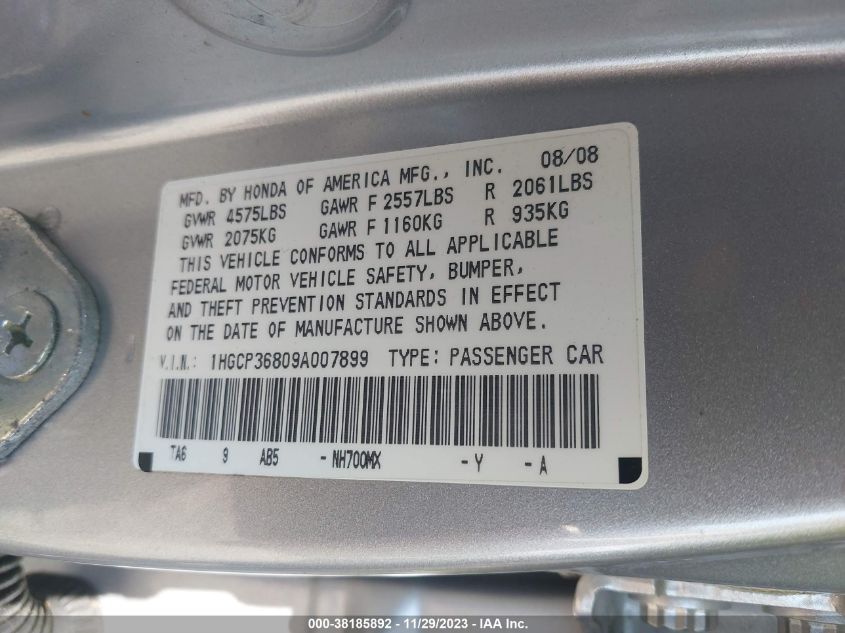 MFD. BY HONDA OF AMERICA MFG., INC. 08/08
GVWR 4575LBS GAWR F 2557LBS R 2061LBS
GVWR 2075KG GAWR F 1160KG R 935KG
THIS VEHICLE CONFORMS TO ALL APPLICABLE
FEDERAL MOTOR VEHICLE SAFETY, BUMPER,
AND THEFT PREVENTION STANDARDS IN EFFECT
ON THE DATE OF MANUFACTURE SHOWN ABOVE.
V.I.N.: 1HGCP36809A007899 TYPE: PASSENGER CAR
TA6 9 AB5 - NH700MX - Y - A
000-38185892 - 11/29/2023 - IAA Inc.